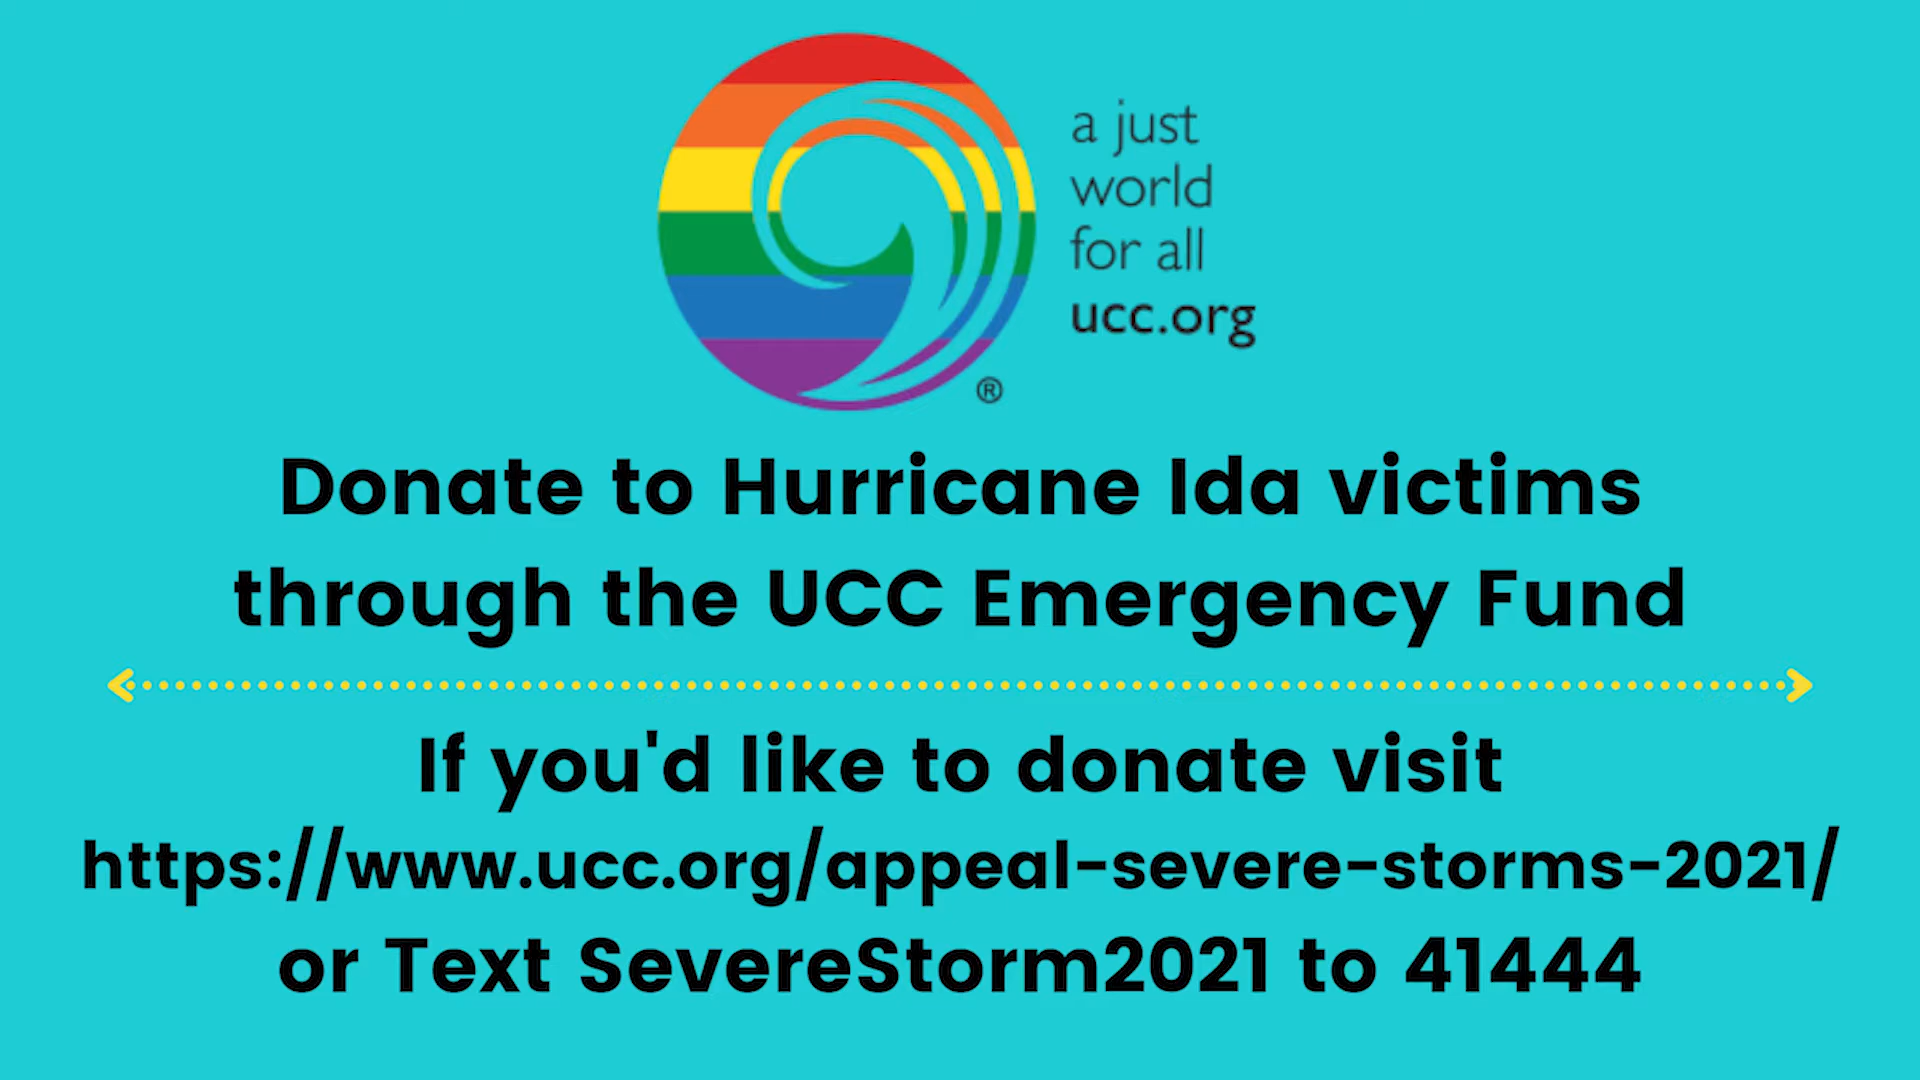 a just
world
for all
ucc.org
®
Donate to Hurricane Ida victims
through the UCC Emergency Fund
If you'd like to donate visit
https://www.ucc.org/appeal-severe-storms-2021/
or Text SevereStorm2021 to 41444